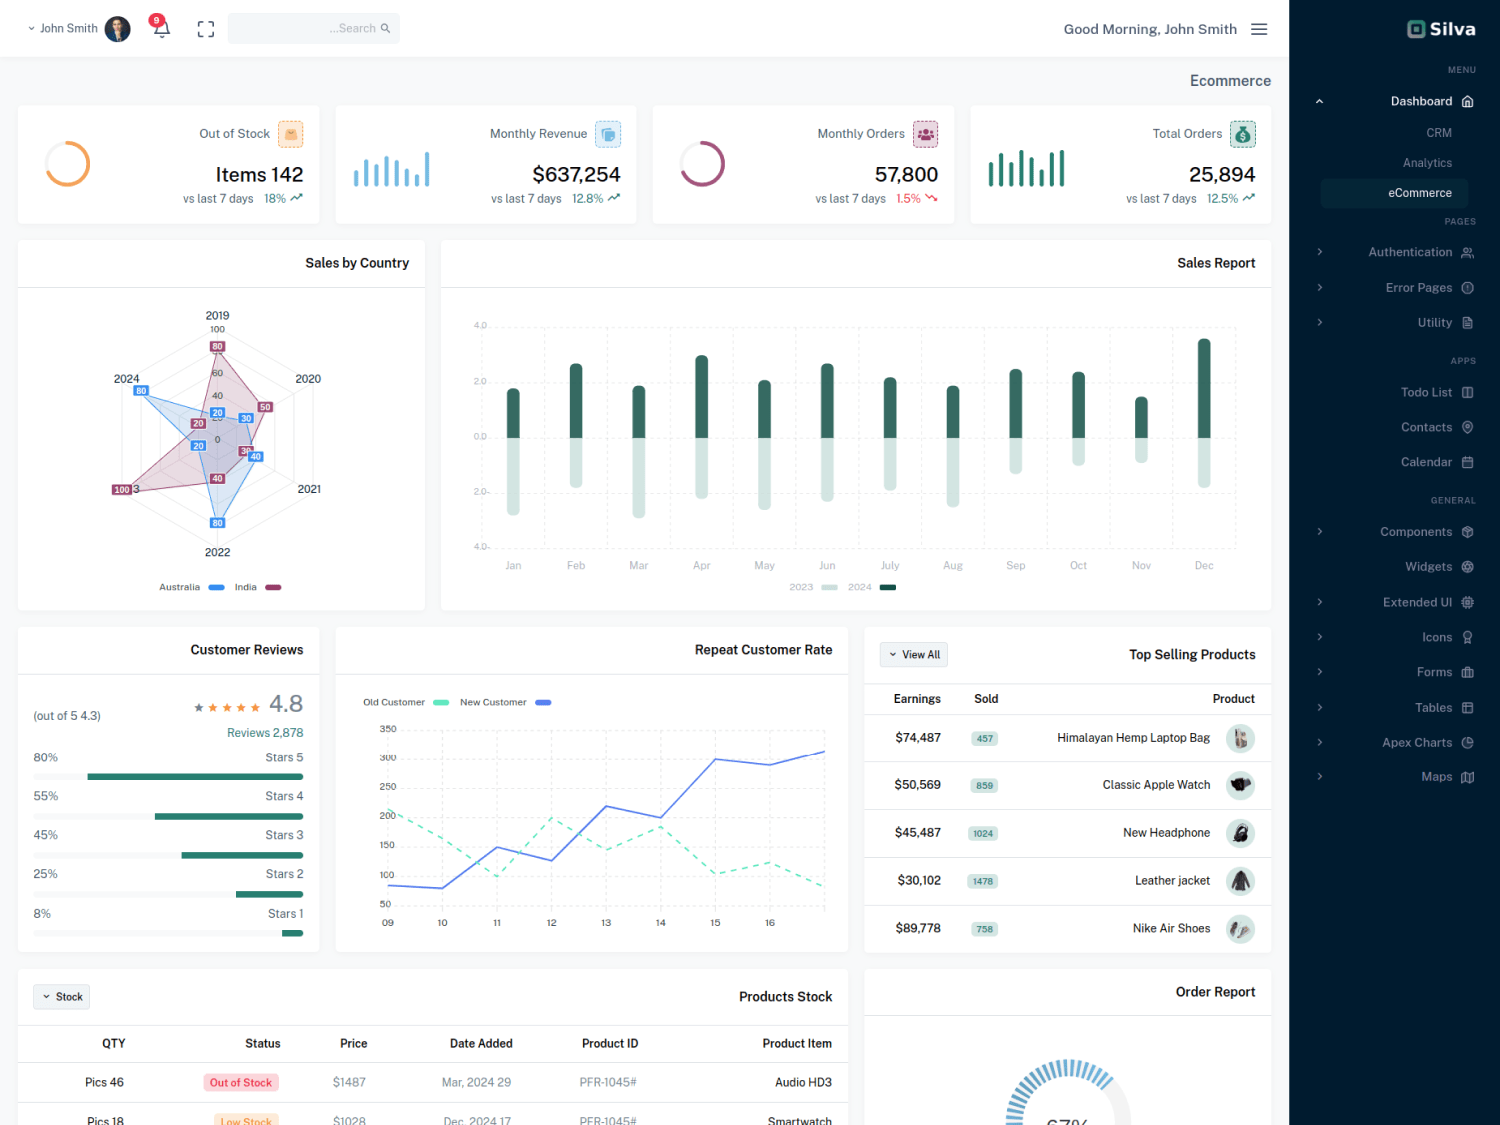 John Smith
9
...Search
Good Morning, John Smith
Silva
MENU
Dashboard
CRM
Analytics
eCommerce
PAGES
Authentication
Error Pages
Utility
APPS
Todo List
Contacts
Calendar
GENERAL
Components
Widgets
Extended UI
Icons
Forms
Tables
Apex Charts
Maps
Ecommerce
Out of Stock
Items 142
vs last 7 days 18%
Monthly Revenue
$637,254
vs last 7 days 12.8%
Monthly Orders
57,800
vs last 7 days 1.5%
Total Orders
25,894
vs last 7 days 12.5%
Sales by Country
2019
100
80
60
40
20
0
2020
2021
2022
2024
80
50
30
40
100
3
20
20
30
40
80
20
80
Australia
India
Sales Report
4.0
2.0
0.0
2.0
4.0
Jan Feb Mar Apr May Jun July Aug Sep Oct Nov Dec
2023
2024
Customer Reviews
4.8
(out of 5 4.3)
Reviews 2,878
80% Stars 5
55% Stars 4
45% Stars 3
25% Stars 2
8% Stars 1
Repeat Customer Rate
Old Customer
New Customer
350
300
250
200
150
100
50
09 10 11 12 13 14 15 16
View All
Top Selling Products
Earnings Sold Product
$74,487 457 Himalayan Hemp Laptop Bag
$50,569 859 Classic Apple Watch
$45,487 1024 New Headphone
$30,102 1478 Leather jacket
$89,778 758 Nike Air Shoes
Stock
Products Stock
QTY Status Price Date Added Product ID Product Item
Pics 46 Out of Stock $1487 Mar, 2024 29 PFR-1045# Audio HD3
Pics 18 Low Stock $1028 Dec, 2024 17 PFR-1045# Smartwatch
Order Report
67%